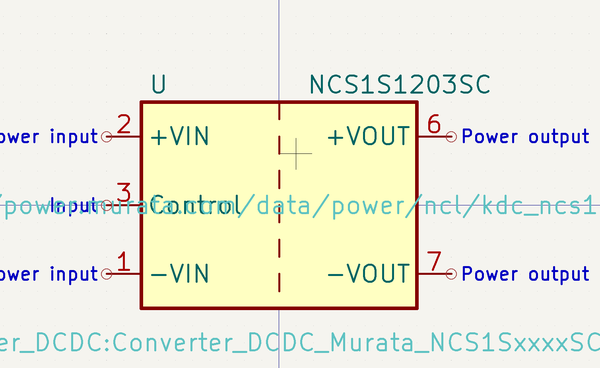 U NCS1S1203SC
ower input 2 +VIN +VOUT 6 Power output
Input 3 Control
/power.murata.com/data/power/ncl/kdc_ncs1
ower input 1 -VIN -VOUT 7 Power output
er_DCDC:Converter_DCDC_Murata_NCS1SxxxxSC